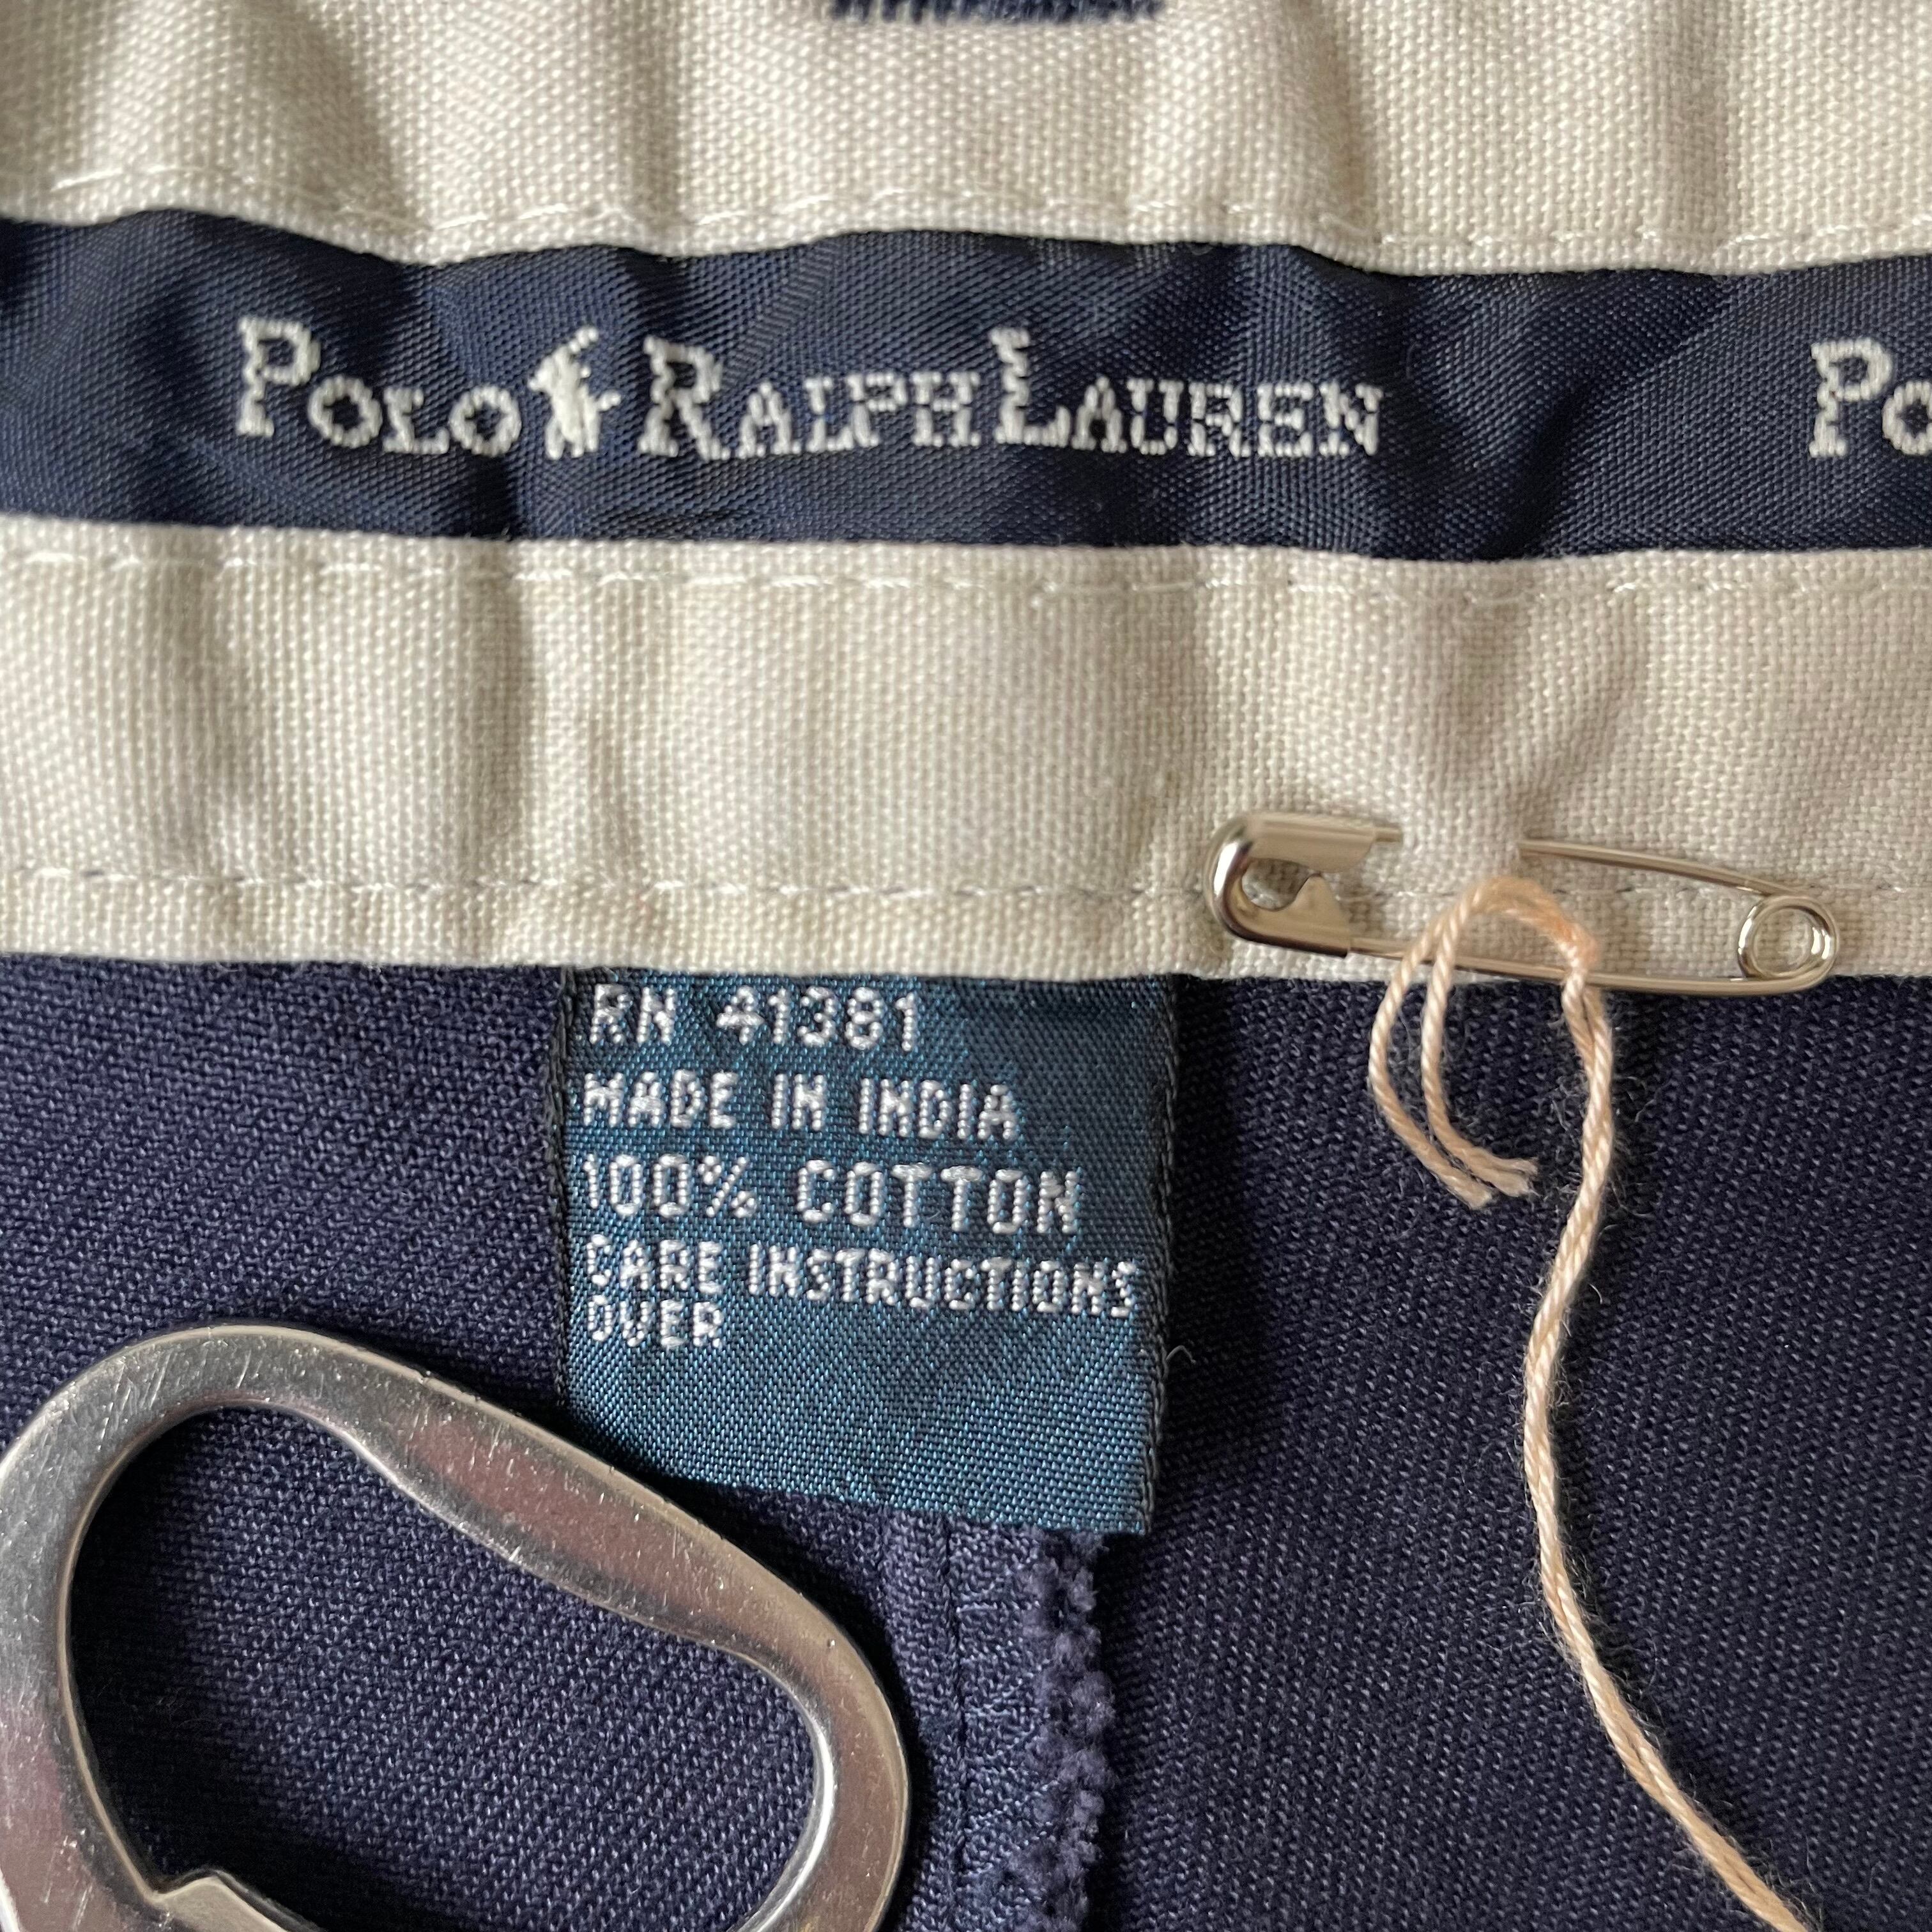 POLO RALPH LAUREN PO
RN 41381
MADE IN INDIA
100% COTTON
CARE INSTRUCTIONS
OVER